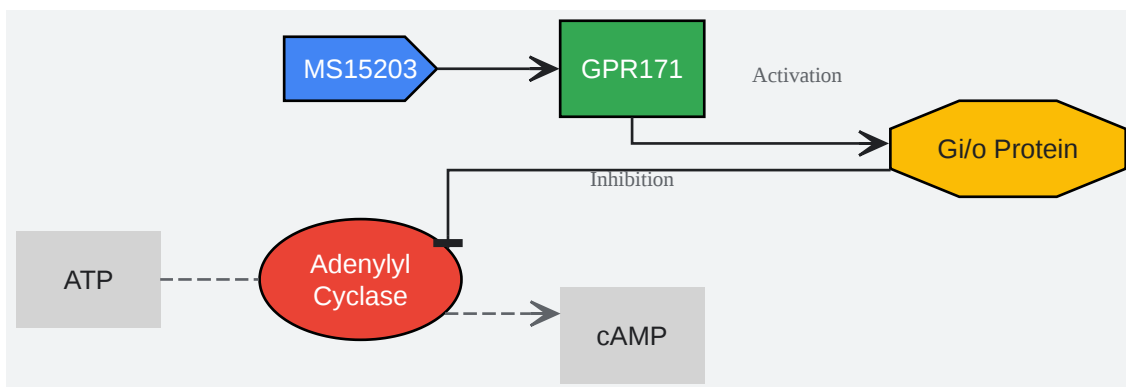 MS15203
GPR171
Activation
Gi/o Protein
Inhibition
Adenylyl
Cyclase
ATP
cAMP